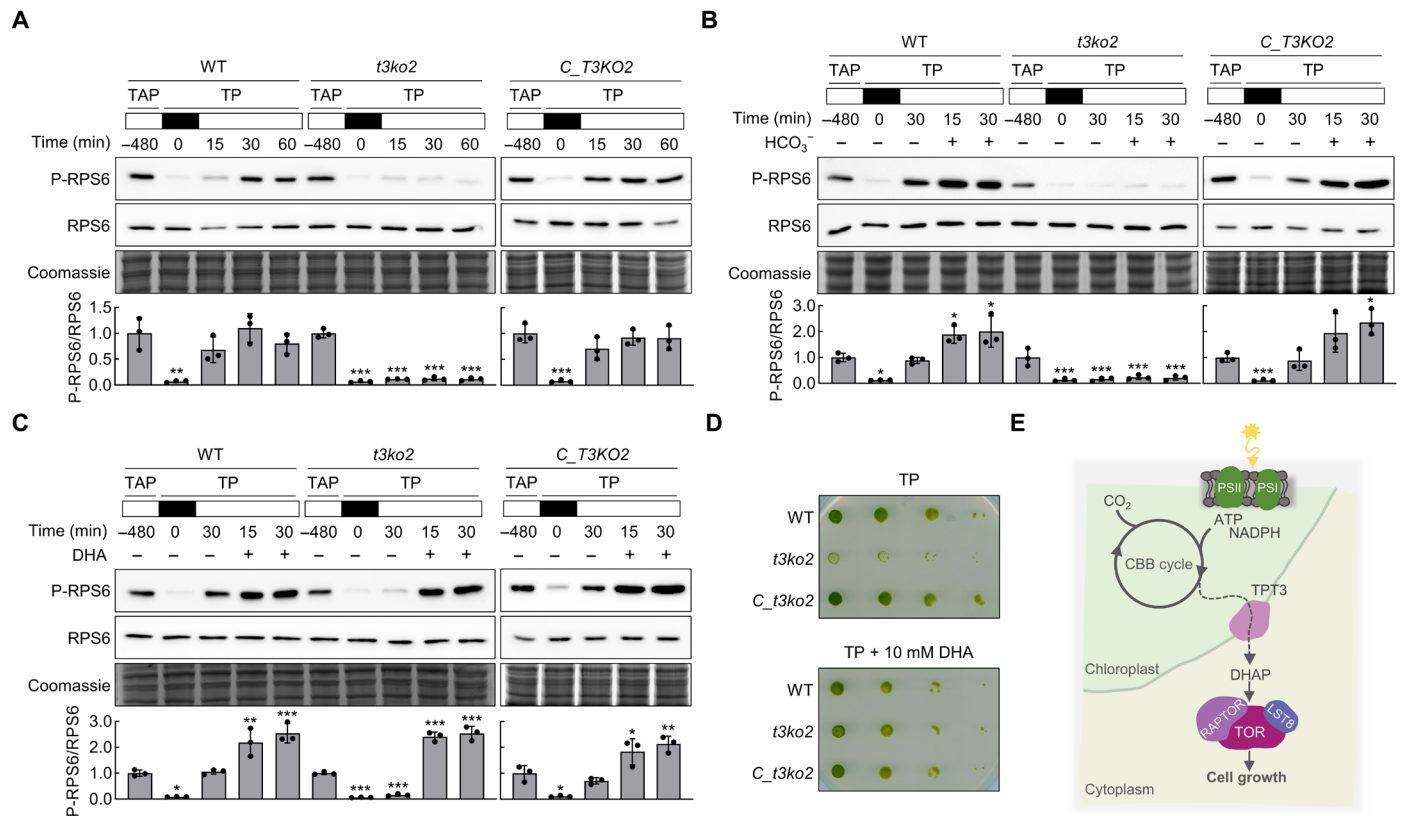 A
WT t3ko2 C_T3KO2
TAP TP TAP TP TAP TP
Time (min) –480 0 15 30 60 –480 0 15 30 60 –480 0 15 30 60
P-RPS6
RPS6
Coomassie
P-RPS6/RPS6
1.5
1.0
0.5
0.0
** *** *** *** *** ***
B
WT t3ko2 C_T3KO2
TAP TP TAP TP TAP TP
Time (min) –480 0 30 15 30 –480 0 30 15 30 –480 0 30 15 30
HCO3– – – – + + – – – + + – – – + +
P-RPS6
RPS6
Coomassie
P-RPS6/RPS6
3.0
2.0
1.0
0.0
* * * *** *** *** *** *** *
C
WT t3ko2 C_T3KO2
TAP TP TAP TP TAP TP
Time (min) –480 0 30 15 30 –480 0 30 15 30 –480 0 30 15 30
DHA – – – + + – – – + + – – – + +
P-RPS6
RPS6
Coomassie
P-RPS6/RPS6
3.0
2.0
1.0
0.0
* ** *** *** *** *** *** * * **
D
TP
WT
t3ko2
C_t3ko2
TP + 10 mM DHA
WT
t3ko2
C_t3ko2
E
PSII PSI
CO2
ATP
NADPH
CBB cycle
TPT3
Chloroplast
DHAP
RAPTOR
LST8
TOR
Cell growth
Cytoplasm